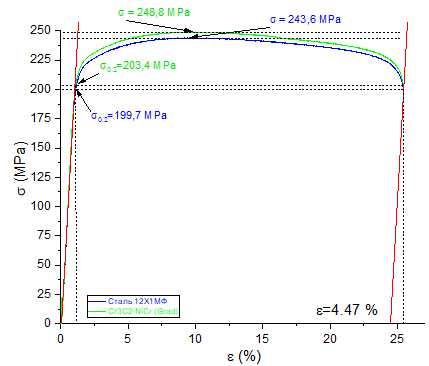 σ = 248,8 MPa
σ = 243,6 MPa
σ0.2=203,4 MPa
σ0.2=199,7 MPa
σ (MPa)
250
225
200
175
150
125
100
75
50
25
0
Сталь 12Х1МФ
Cr3C2-NiCr (Grad)
ε=4.47 %
0 5 10 15 20 25
ε (%)